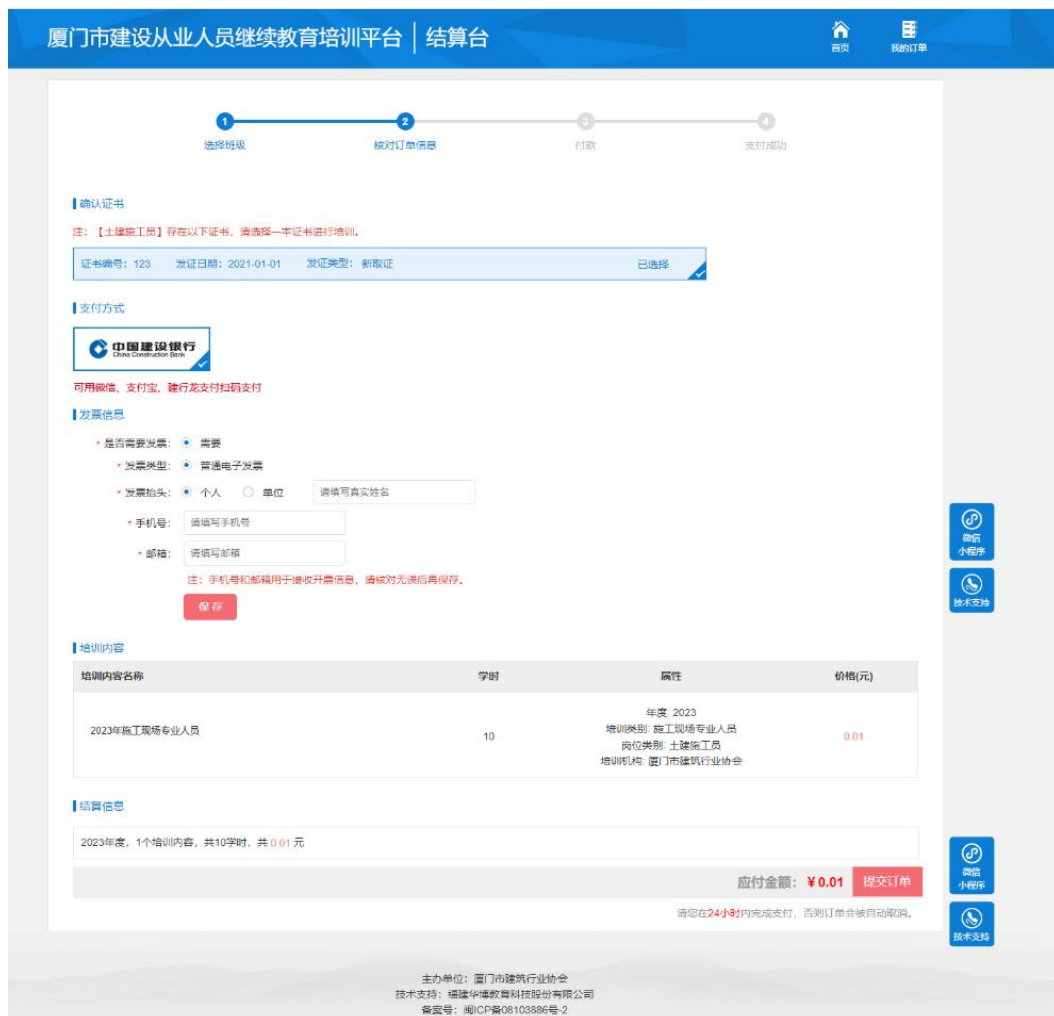 厦门市建设从业人员继续教育培训平台 | 结算台
首页
我的订单
1
2
3
4
选择班级
核对订单信息
付款
支付成功
确认证书
注：【土建施工员】存在以下证书，请选择一本证书进行培训。
证书编号：123 发证日期：2021-01-01 发证类型：新取证 已选择
支付方式
中国建设银行
China Construction Bank
可用微信、支付宝、建行龙支付扫码支付
发票信息
* 是否需要发票： 需要
* 发票类型： 普通电子发票
* 发票抬头： 个人 单位 请填写真实姓名
* 手机号： 请填写手机号
* 邮箱： 请填写邮箱
注：手机号和邮箱用于接收开票信息，请核对无误后再保存。
保存
微信
小程序
技术支持
培训内容
培训内容名称 学时 属性 价格(元)
2023年施工现场专业人员 10 0.01
年度: 2023
培训类别: 施工现场专业人员
岗位类别: 土建施工员
培训机构: 厦门市建筑行业协会
结算信息
2023年度，1个培训内容，共10学时，共 0.01 元
应付金额：￥0.01 提交订单
请您在24小时内完成支付，否则订单会被自动取消。
微信
小程序
技术支持
主办单位：厦门市建筑行业协会
技术支持：福建华博教育科技股份有限公司
备案号：闽ICP备08103886号-2